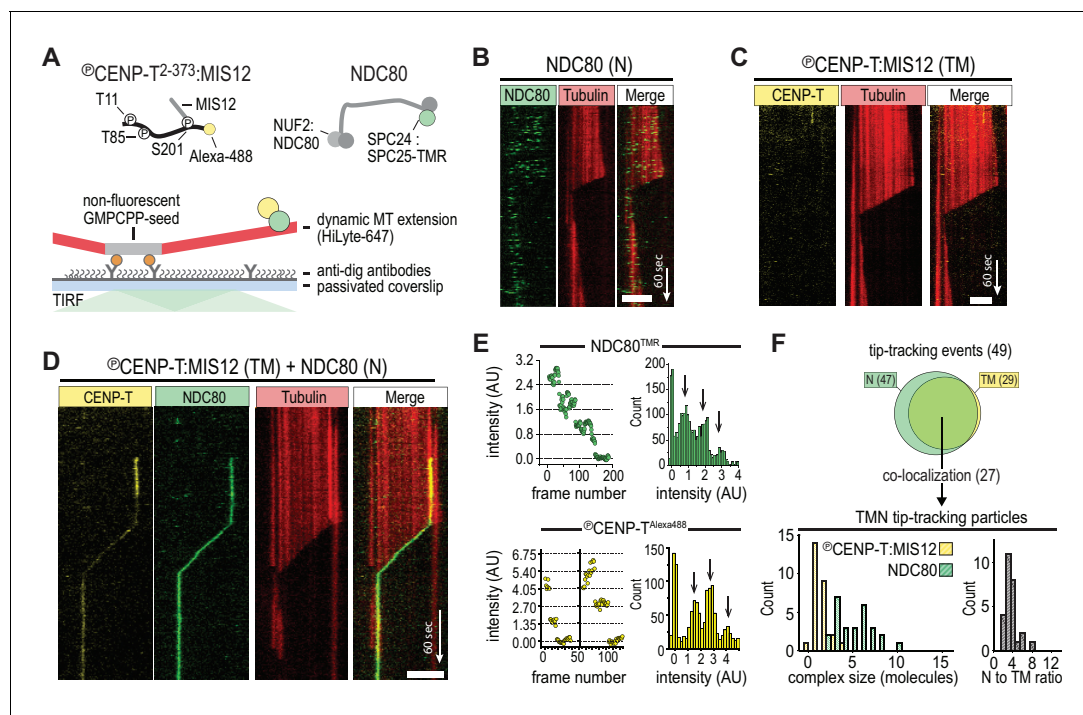 A
ⓅCENP-T2-373:MIS12
NDC80
T11
MIS12
T85
S201
Alexa-488
P
P
P
NUF2:
NDC80
SPC24 :
SPC25-TMR
non-fluorescent
GMPCPP-seed
dynamic MT extension
(HiLyte-647)
anti-dig antibodies
passivated coverslip
TIRF
B
NDC80 (N)
NDC80 Tubulin Merge
60 sec
C
ⓅCENP-T:MIS12 (TM)
CENP-T Tubulin Merge
60 sec
D
ⓅCENP-T:MIS12 (TM) + NDC80 (N)
CENP-T NDC80 Tubulin Merge
60 sec
E
NDC80TMR
intensity (AU)
3.2
2.4
1.6
0.8
0.0
0 100 200
frame number
Count
200
150
100
50
0
0 1 2 3 4
intensity (AU)
ⓅCENP-TAlexa488
intensity (AU)
6.75
5.40
4.05
2.70
1.35
0.00
0 50 100
frame number
Count
150
100
50
0
0 1 2 3 4
intensity (AU)
F
tip-tracking events (49)
N (47)
TM (29)
co-localization (27)
TMN tip-tracking particles
ⓅCENP-T:MIS12
NDC80
Count
15
10
5
0
0 5 10 15
complex size (molecules)
Count
15
10
5
0
0 4 8 12
N to TM ratio